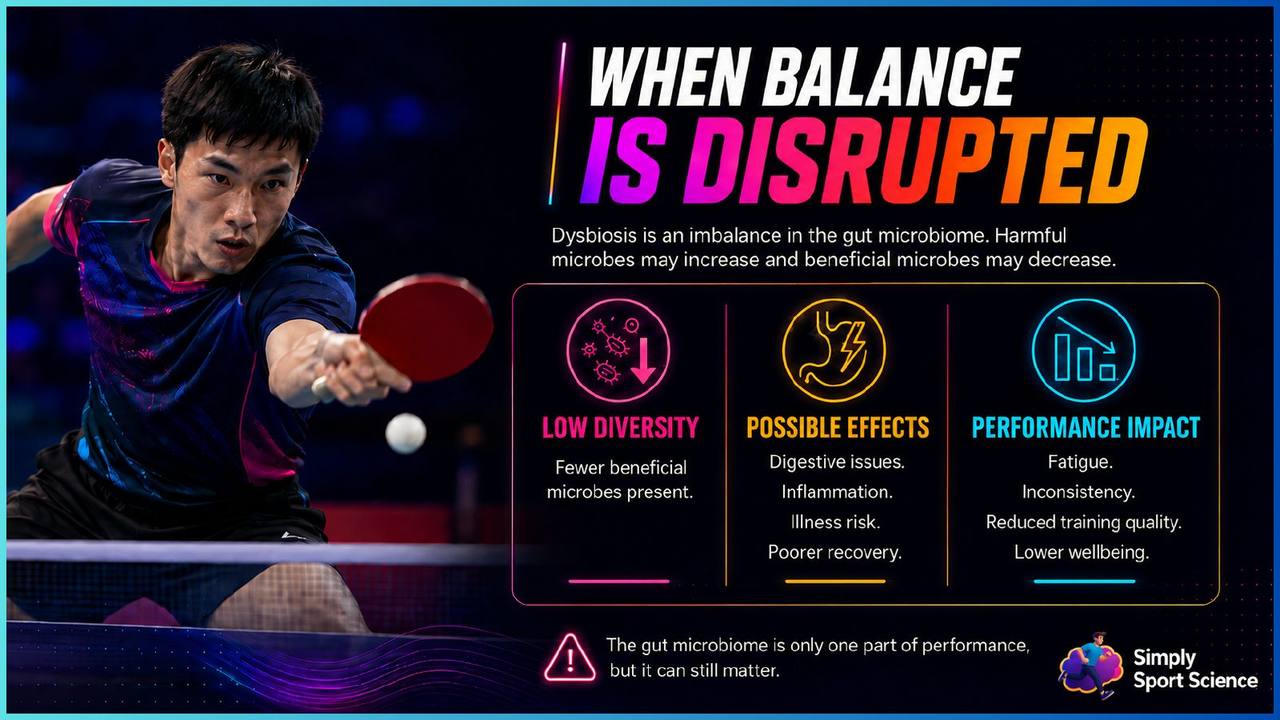 WHEN BALANCE
IS DISRUPTED
Dysbiosis is an imbalance in the gut microbiome. Harmful
microbes may increase and beneficial microbes may decrease.
LOW DIVERSITY
Fewer beneficial
microbes present.
POSSIBLE EFFECTS
Digestive issues.
Inflammation.
Illness risk.
Poorer recovery.
PERFORMANCE IMPACT
Fatigue.
Inconsistency.
Reduced training quality.
Lower wellbeing.
The gut microbiome is only one part of performance,
but it can still matter.
Simply
Sport Science